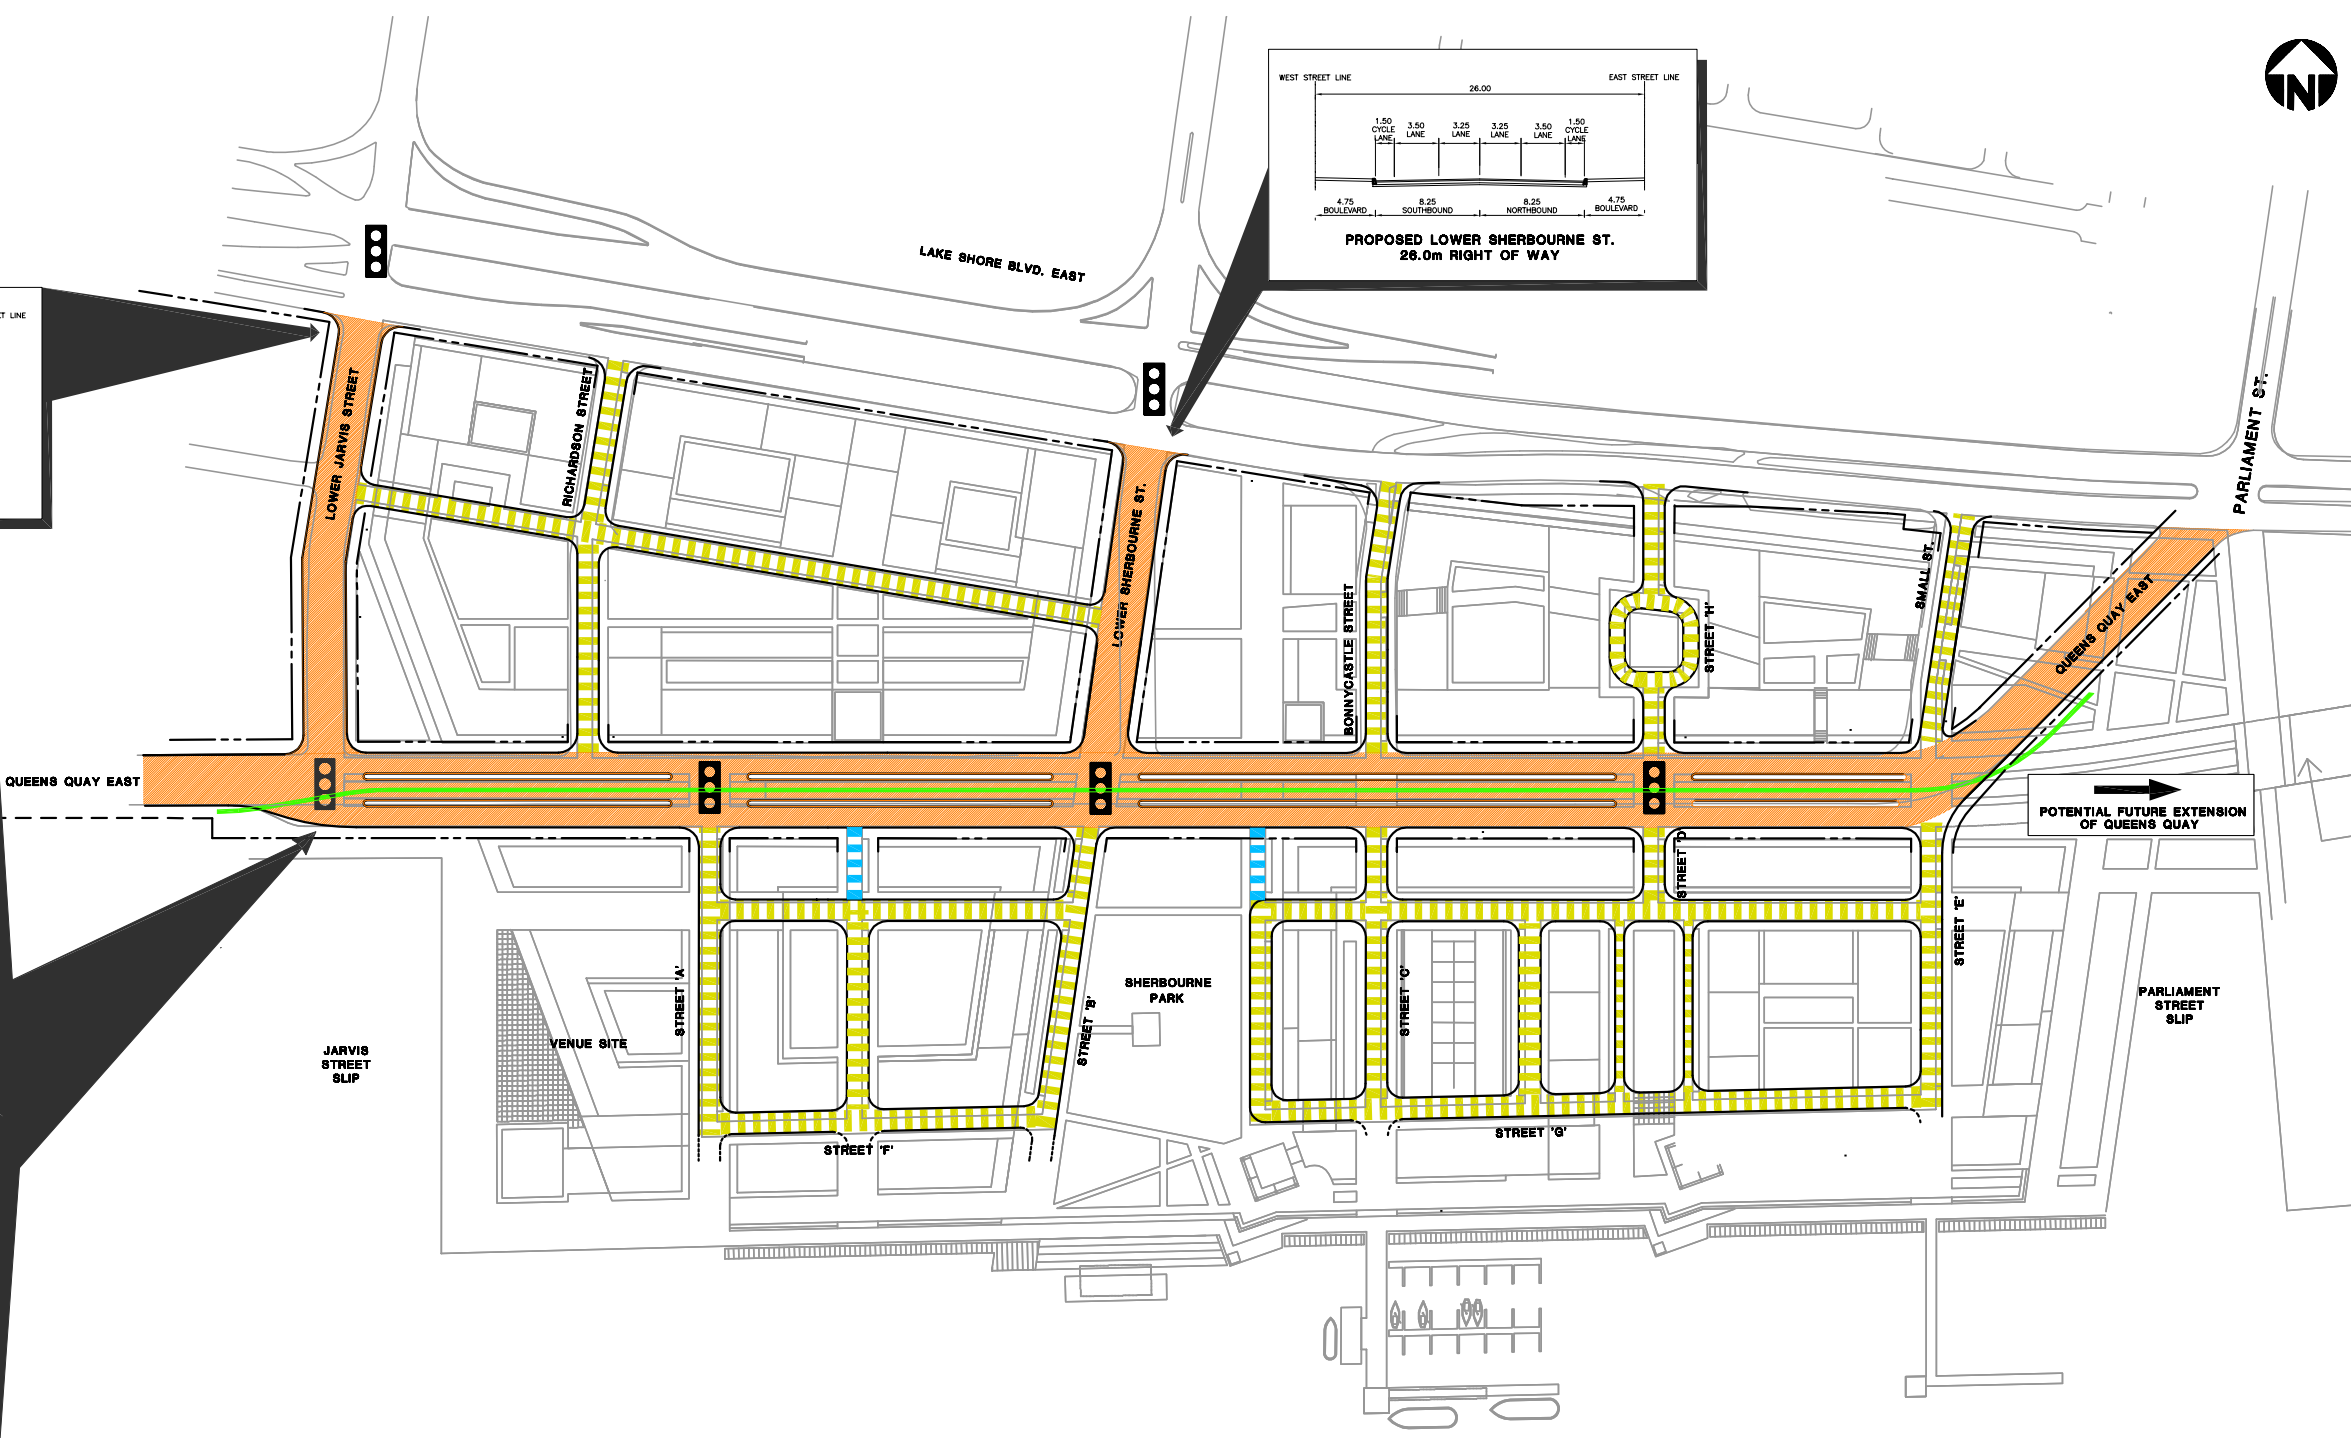 WEST STREET LINE
EAST STREET LINE
26.00
1.50
CYCLE
LANE
3.50
LANE
3.25
LANE
3.25
LANE
3.50
LANE
1.50
CYCLE
LANE
4.75
BOULEVARD
8.25
SOUTHBOUND
8.25
NORTHBOUND
4.75
BOULEVARD
PROPOSED LOWER SHERBOURNE ST.
26.0m RIGHT OF WAY
N
LAKE SHORE BLVD. EAST
LINE
LOWER JARVIS STREET
RICHARDSON STREET
LOWER SHERBOURNE ST.
BONNYCASTLE STREET
STREET 'H'
SMALL ST.
PARLIAMENT ST.
QUEENS QUAY EAST
QUEENS QUAY EAST
POTENTIAL FUTURE EXTENSION
OF QUEENS QUAY
STREET 'A'
STREET 'B'
STREET 'C'
STREET 'D'
STREET 'E'
SHERBOURNE
PARK
PARLIAMENT
STREET
SLIP
JARVIS
STREET
SLIP
VENUE SITE
STREET 'F'
STREET 'G'